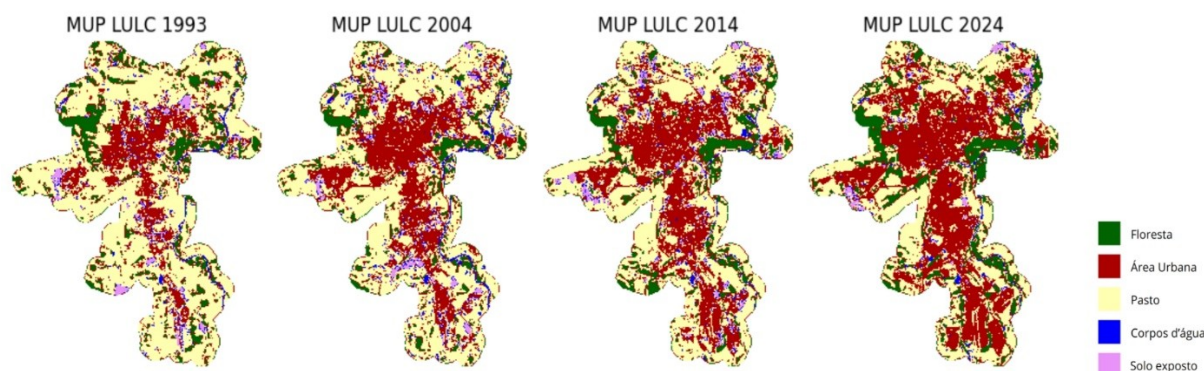 MUP LULC 1993
MUP LULC 2004
MUP LULC 2014
MUP LULC 2024
Floresta
Área Urbana
Pasto
Corpos d'água
Solo exposto